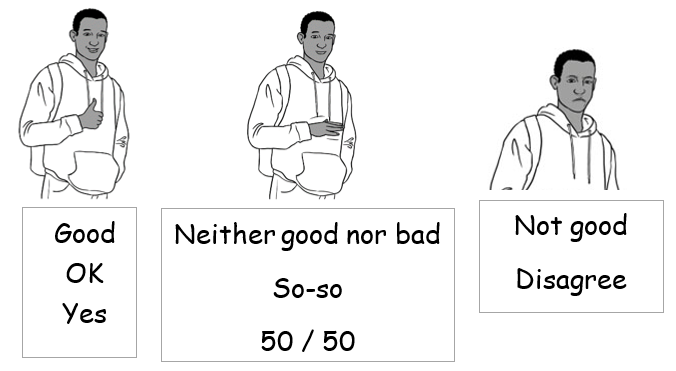 Good
OK
Yes
Neither good nor bad
So-so
50 / 50
Not good
Disagree